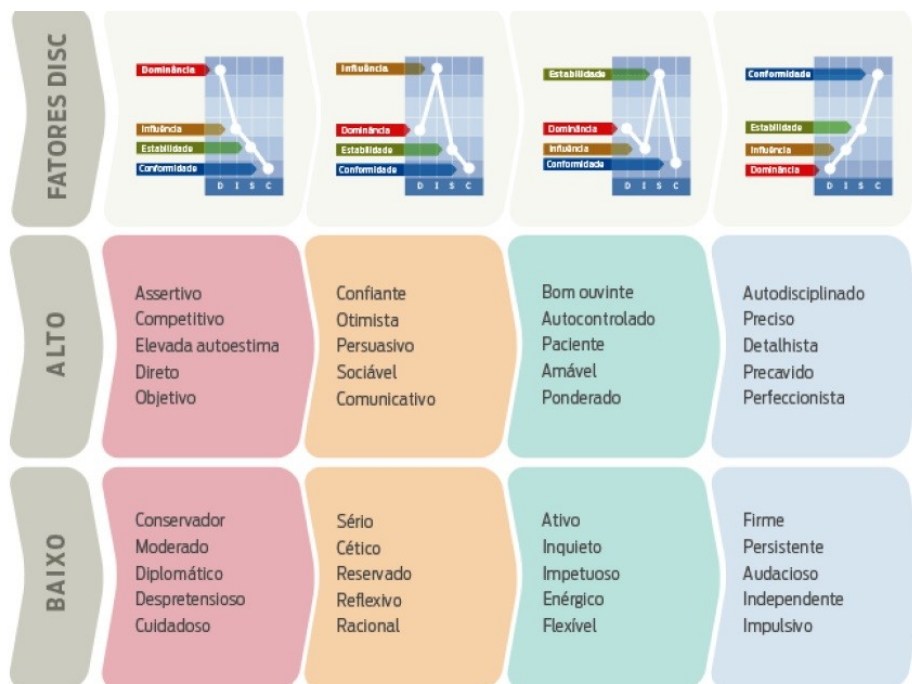 FATORES DISC
Dominância
Influência
Estabilidade
Conformidade
D I S C
Influência
Dominância
Estabilidade
Conformidade
D I S C
Estabilidade
Dominância
Influência
Conformidade
D I S C
Conformidade
Estabilidade
Influência
Dominância
D I S C
ALTO
Assertivo
Competitivo
Elevada autoestima
Direto
Objetivo
Confiante
Otimista
Persuasivo
Sociável
Comunicativo
Bom ouvinte
Autocontrolado
Paciente
Amável
Ponderado
Autodisciplinado
Preciso
Detalhista
Precavido
Perfeccionista
BAIXO
Conservador
Moderado
Diplomático
Despretensioso
Cuidadoso
Sério
Cético
Reservado
Reflexivo
Racional
Ativo
Inquieto
Impetuoso
Enérgico
Flexível
Firme
Persistente
Audacioso
Independente
Impulsivo